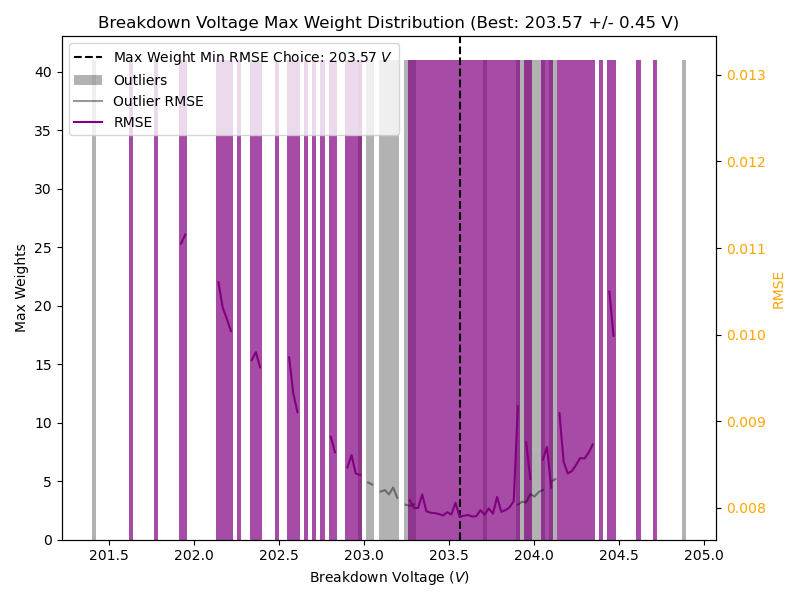 Breakdown Voltage Max Weight Distribution (Best: 203.57 +/- 0.45 V)
Max Weight Min RMSE Choice: 203.57 V
Outliers
Outlier RMSE
RMSE
Max Weights
40
35
30
25
20
15
10
5
0
0.013
0.012
0.011
0.010
0.009
0.008
RMSE
201.5 202.0 202.5 203.0 203.5 204.0 204.5 205.0
Breakdown Voltage (V)